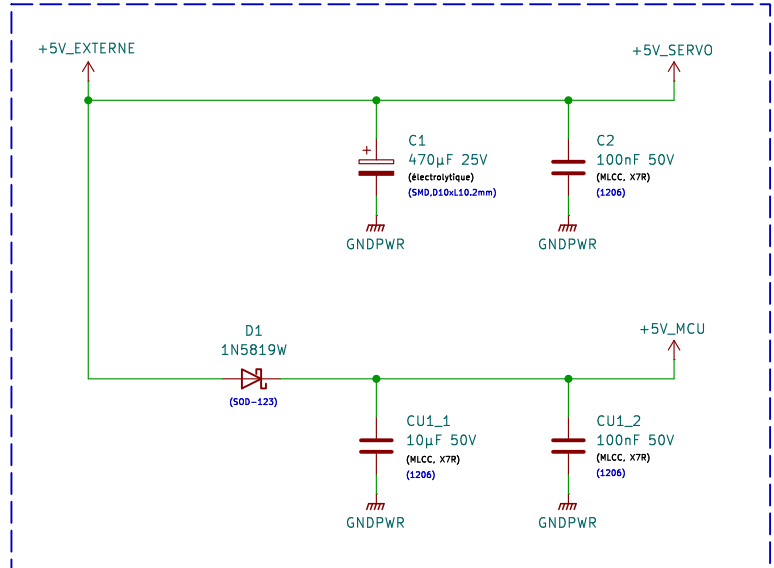 +5V_EXTERNE
+5V_SERVO
+
C1
470µF 25V
(électrolytique)
(SMD,D10xL10.2mm)
GNDPWR
C2
100nF 50V
(MLCC, X7R)
(1206)
GNDPWR
D1
1N5819W
(SOD-123)
+5V_MCU
CU1_1
10µF 50V
(MLCC, X7R)
(1206)
GNDPWR
CU1_2
100nF 50V
(MLCC, X7R)
(1206)
GNDPWR